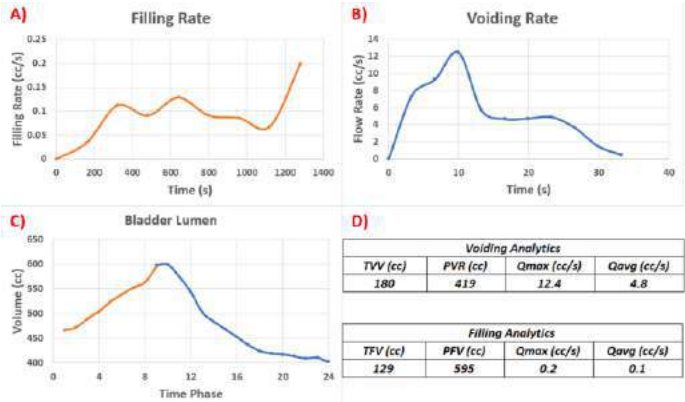 A)
Filling Rate
0.25
0.2
0.15
0.1
0.05
0
Filling Rate (cc/s)
0 200 400 600 800 1000 1200 1400
Time (s)
B)
Voiding Rate
14
12
10
8
6
4
2
0
Flow Rate (cc/s)
0 10 20 30 40
Time (s)
C)
Bladder Lumen
650
600
550
500
450
400
Volume (cc)
0 4 8 12 16 20 24
Time Phase
D)
Voiding Analytics
TVV (cc) PVR (cc) Qmax (cc/s) Qavg (cc/s)
180 419 12.4 4.8
Filling Analytics
TFV (cc) PFV (cc) Qmax (cc/s) Qavg (cc/s)
129 595 0.2 0.1